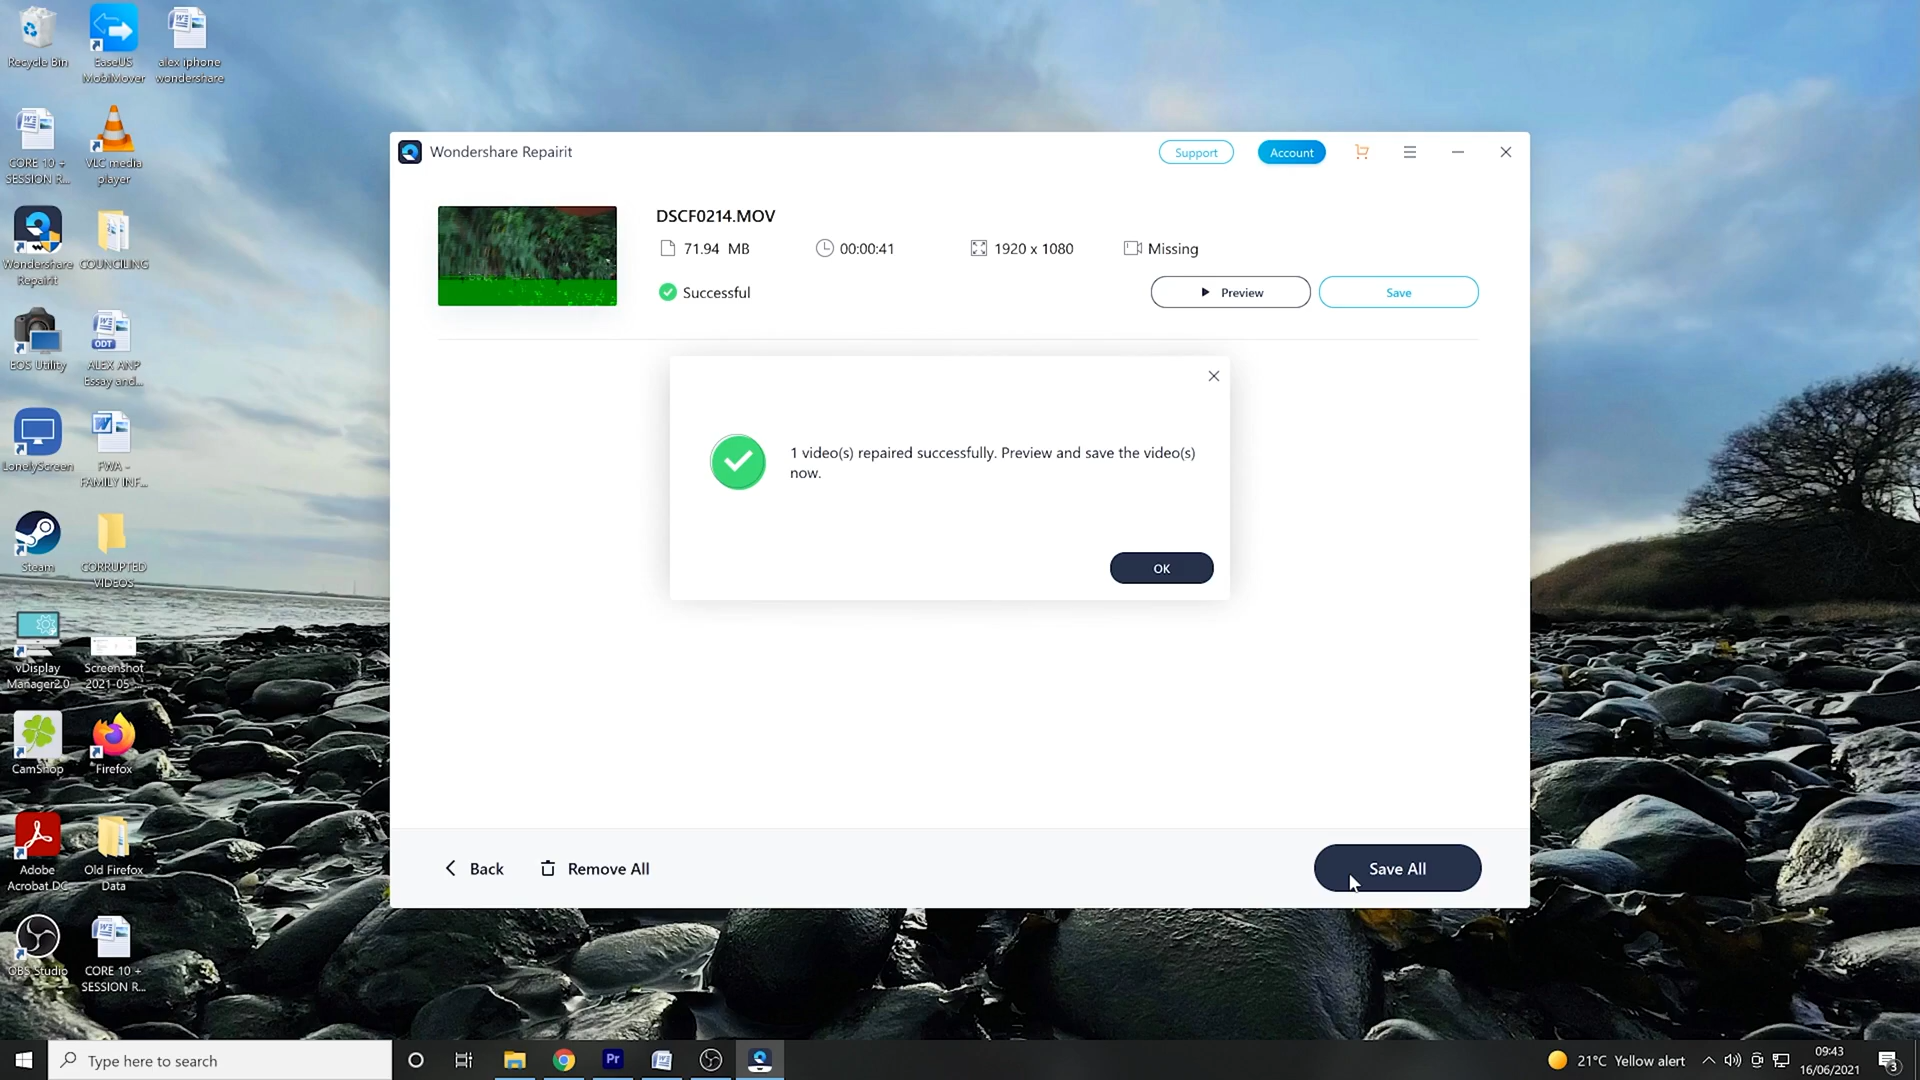 Recycle Bin
EaseUS
MobiMover
alex iphone
wondershare
CORE 10 +
SESSION R...
VLC media
player
Wondershare
Repairit
COUNCILING
EOS Utility
ODT
ALEX ANP
Essay and...
LonelyScreen
FWA -
FAMILY INF...
Steam
CORRUPTED
VIDEOS
vDisplay
Manager2.0
Screenshot
2021-05-...
CamShop
Firefox
Adobe
Acrobat DC
Old Firefox
Data
OBS Studio
CORE 10 +
SESSION R...
Wondershare Repairit
Support
Account
DSCF0214.MOV
71.94 MB
00:00:41
1920 x 1080
Missing
Successful
Preview
Save
1 video(s) repaired successfully. Preview and save the video(s)
now.
OK
Back
Remove All
Save All
Type here to search
Pr
21°C Yellow alert
09:43
16/06/2021
3